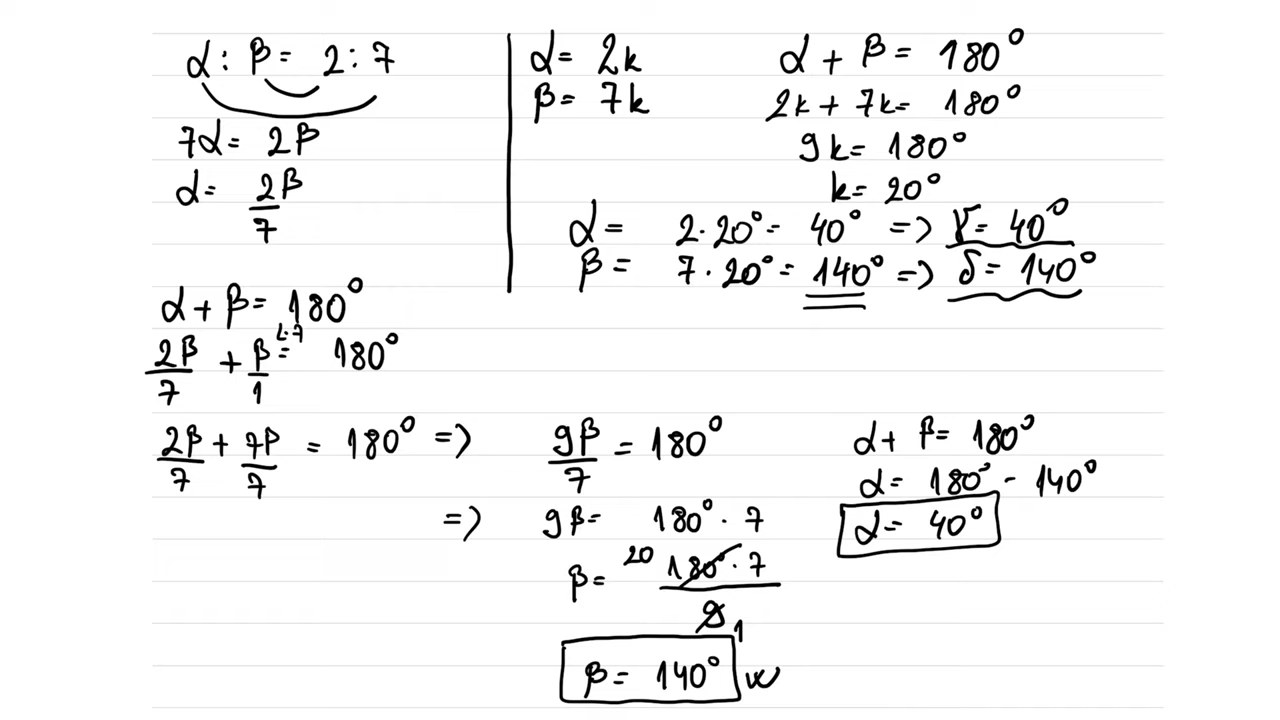 α : β = 2 : 7
7α = 2β
α = 2β/7
α = 2k
β = 7k
α + β = 180°
2k + 7k = 180°
9k = 180°
k = 20°
α = 2 · 20° = 40° => γ = 40°
β = 7 · 20° = 140° => δ = 140°
α + β = 180°
2β/7 + β/1 = 180°
2β/7 + 7β/7 = 180° => 9β/7 = 180°
=> 9β = 180° · 7
β = 20 180° · 7 / 9 1
β = 140°
α + β = 180°
α = 180° - 140°
α = 40°